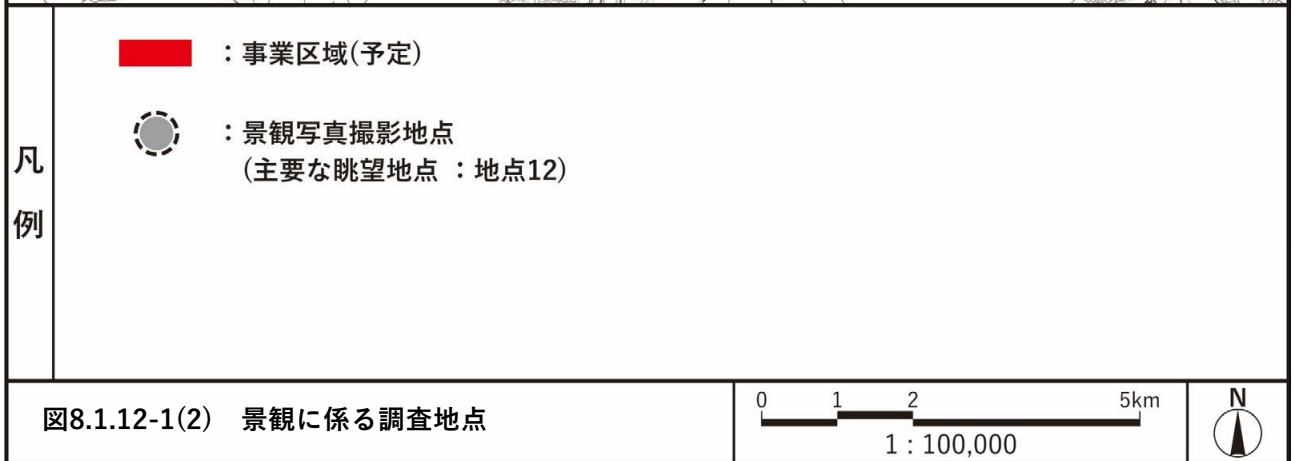 ：事業区域(予定)
：景観写真撮影地点
(主要な眺望地点 ：地点12)
凡
例
図8.1.12-1(2) 景観に係る調査地点
0 1 2 5km
1：100,000
N